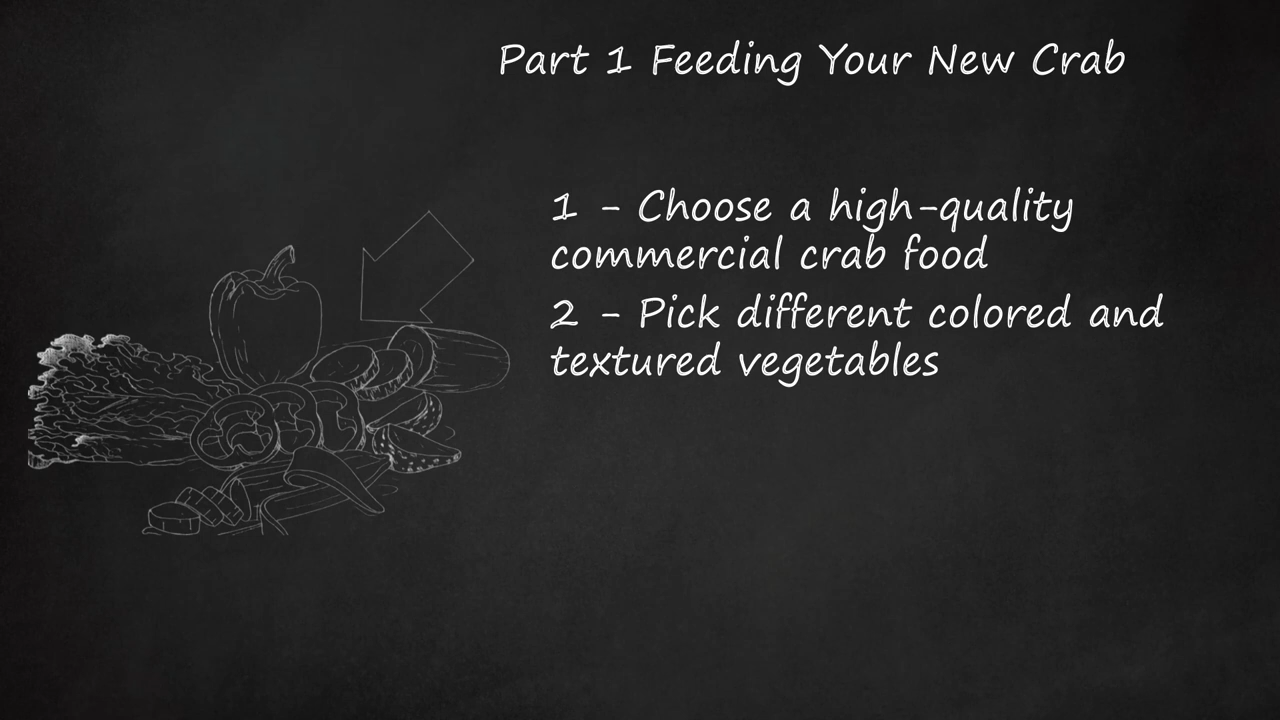 Part 1 Feeding Your New Crab
1 - Choose a high-quality
commercial crab food
2 - Pick different colored and
textured vegetables